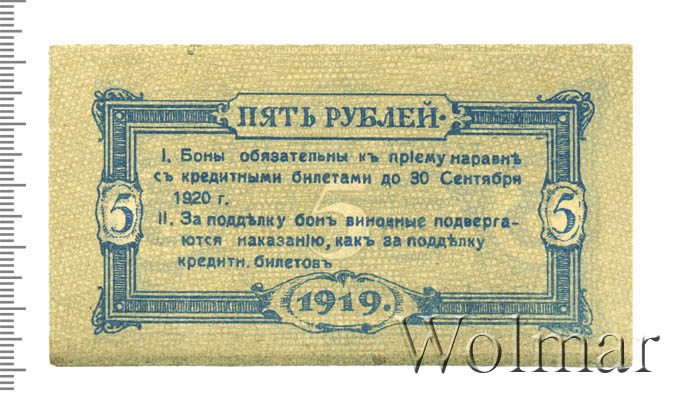 ПЯТЬ РУБЛЕЙ·
I. Боны обязательны къ прiему наравнѣ
съ кредитными билетами до 30 Сентября
1920 г.
5
5
5
II. За поддѣлку бонъ виновные подверга-
ются наказанiю, какъ за поддѣлку
кредитн. билетовъ
1919.
Wolmar